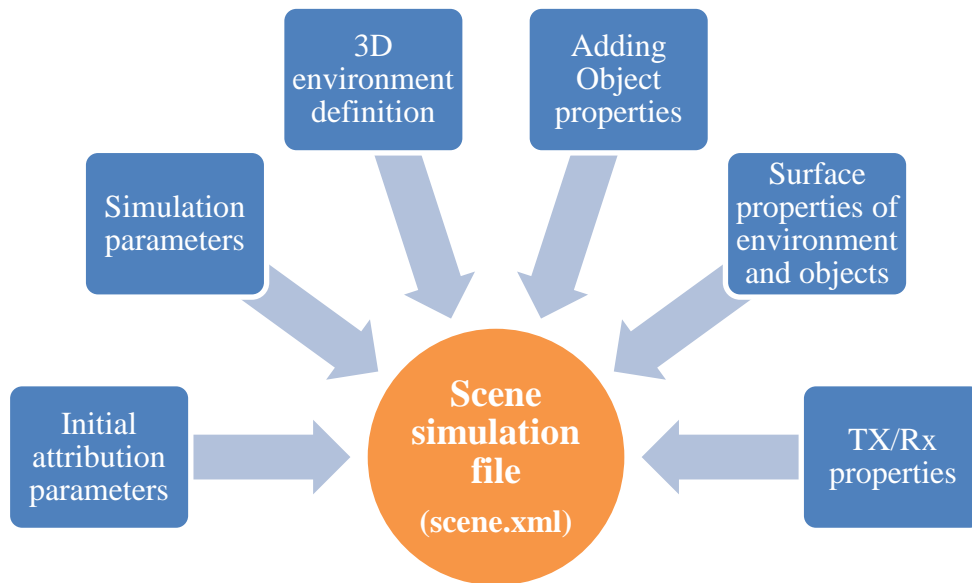 3D
environment
definition
Adding
Object
properties
Simulation
parameters
Surface
properties of
environment
and objects
Initial
attribution
parameters
Scene
simulation
file
(scene.xml)
TX/Rx
properties